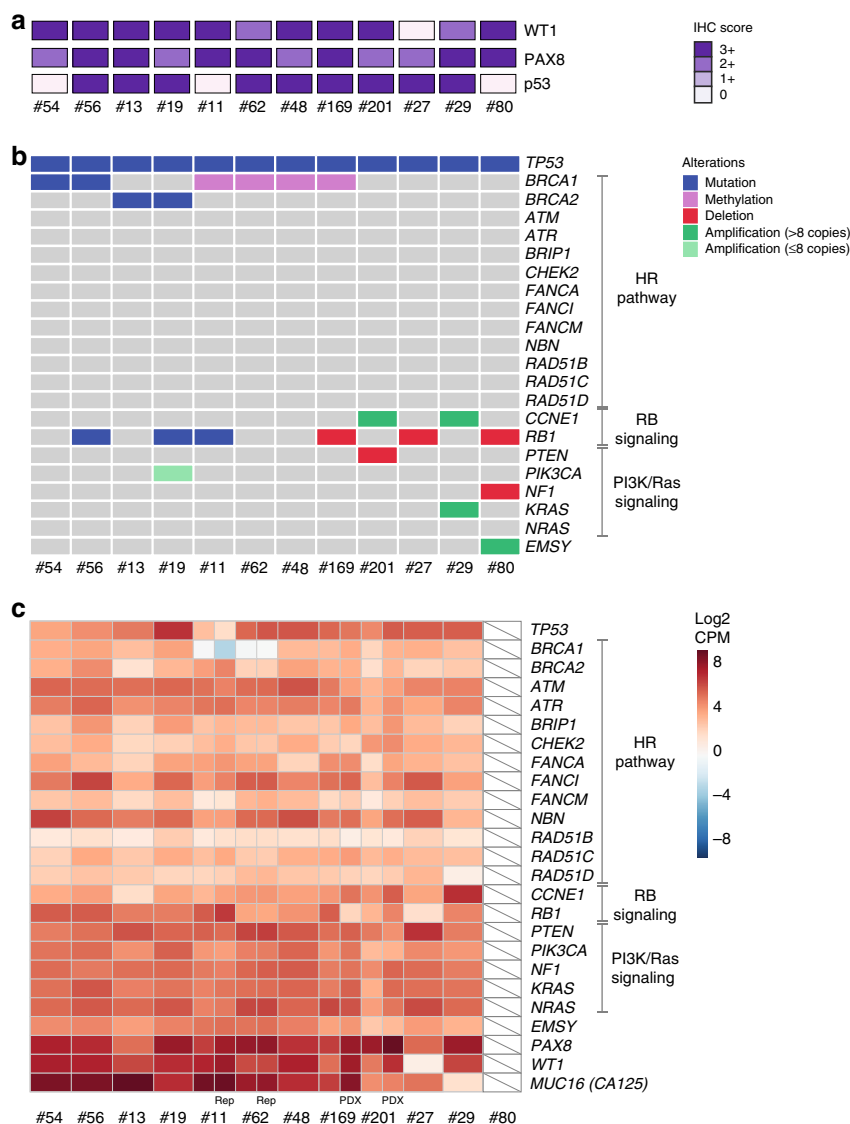 a
WT1
PAX8
p53
#54 #56 #13 #19 #11 #62 #48 #169 #201 #27 #29 #80
IHC score
3+
2+
1+
0
b
TP53
BRCA1
BRCA2
ATM
ATR
BRIP1
CHEK2
FANCA
FANCI
FANCM
NBN
RAD51B
RAD51C
RAD51D
CCNE1
RB1
PTEN
PIK3CA
NF1
KRAS
NRAS
EMSY
#54 #56 #13 #19 #11 #62 #48 #169 #201 #27 #29 #80
HR
pathway
RB
signaling
PI3K/Ras
signaling
Alterations
Mutation
Methylation
Deletion
Amplification (>8 copies)
Amplification (≤8 copies)
c
TP53
BRCA1
BRCA2
ATM
ATR
BRIP1
CHEK2
FANCA
FANCI
FANCM
NBN
RAD51B
RAD51C
RAD51D
CCNE1
RB1
PTEN
PIK3CA
NF1
KRAS
NRAS
EMSY
PAX8
WT1
MUC16 (CA125)
Rep Rep PDX PDX
#54 #56 #13 #19 #11 #62 #48 #169 #201 #27 #29 #80
HR
pathway
RB
signaling
PI3K/Ras
signaling
Log2
CPM
8
4
0
−4
−8